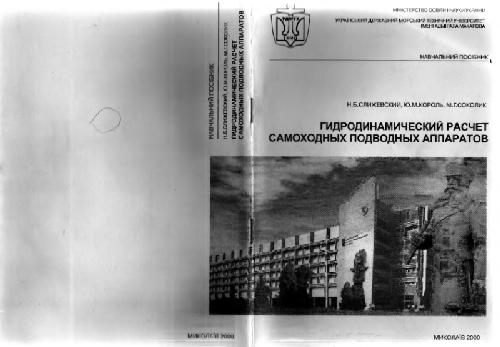 МІНІСТЕРСТВО ОСВІТИ І НАУКИ УКРАЇНИ
УКРАЇНСЬКИЙ ДЕРЖАВНИЙ МОРСЬКИЙ ТЕХНІЧНИЙ УНІВЕРСИТЕТ
ІМЕНІ АДМІРАЛА МАКАРОВА
НАВЧАЛЬНИЙ ПОСІБНИК
Н.Б.СЛИЖЕВСКИЙ, Ю.М.КОРОЛЬ, М.Г.СОКОЛИК
ГИДРОДИНАМИЧЕСКИЙ РАСЧЕТ
САМОХОДНЫХ ПОДВОДНЫХ АППАРАТОВ
МИКОЛАЇВ 2000
НАВЧАЛЬНИЙ ПОСІБНИК
Н.Б.СЛИЖЕВСКИЙ, Ю.М.КОРОЛЬ, М.Г.СОКОЛИК
ГИДРОДИНАМИЧЕСКИЙ РАСЧЕТ
САМОХОДНЫХ ПОДВОДНЫХ АППАРАТОВ
МИКОЛАЇВ 2000